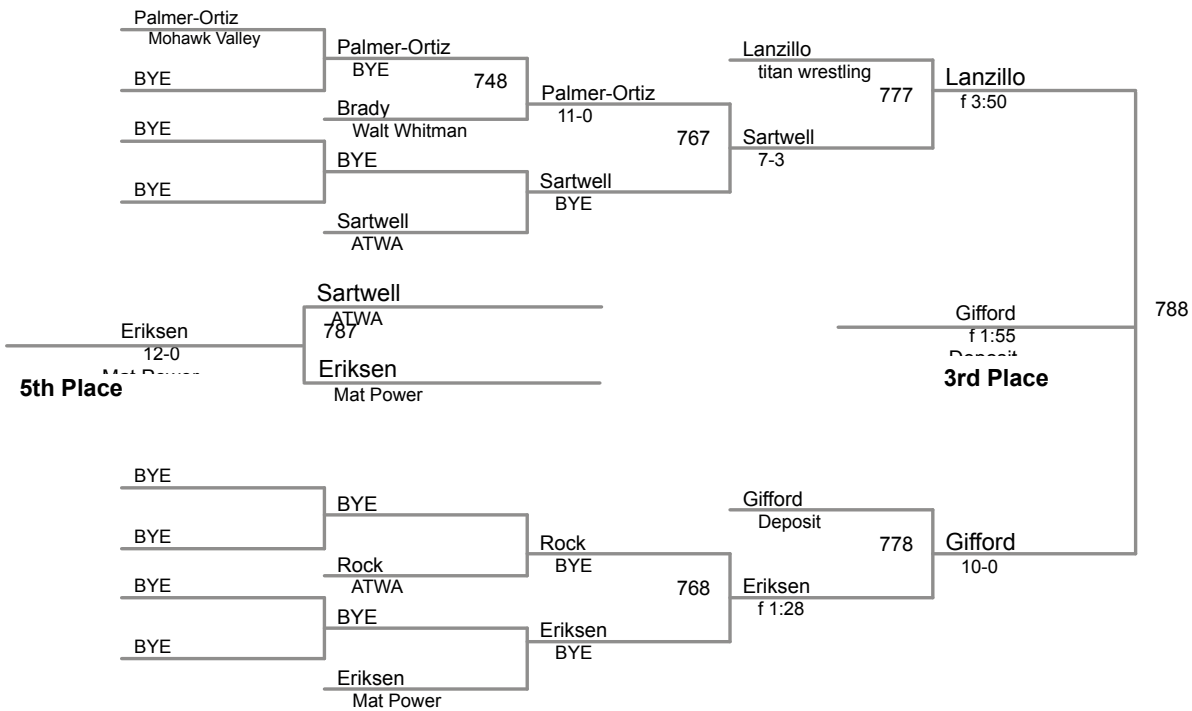 Palmer-Ortiz
Mohawk Valley
BYE
BYE
BYE
Palmer-Ortiz
BYE
748
Brady
Walt Whitman
BYE
Sartwell
ATWA
Palmer-Ortiz
11-0
767
Sartwell
BYE
Lanzillo
titan wrestling
777
Sartwell
7-3
Lanzillo
f 3:50
Sartwell
ATWA
787
Eriksen
12-0
Mat Power
5th Place
Eriksen
Mat Power
Gifford
f 1:55
Deposit
3rd Place
788
BYE
BYE
BYE
BYE
BYE
Rock
ATWA
BYE
Eriksen
Mat Power
Rock
BYE
768
Eriksen
BYE
Gifford
Deposit
778
Eriksen
f 1:28
Gifford
10-0